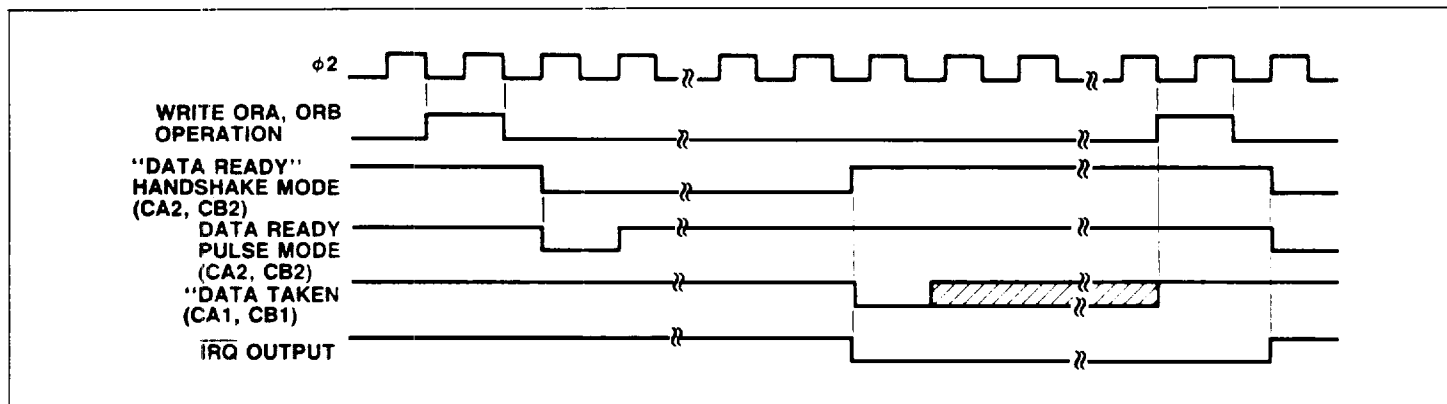 φ2
WRITE ORA, ORB
OPERATION
"DATA READY"
HANDSHAKE MODE
(CA2, CB2)
DATA READY
PULSE MODE
(CA2, CB2)
"DATA TAKEN
(CA1, CB1)
IRQ OUTPUT